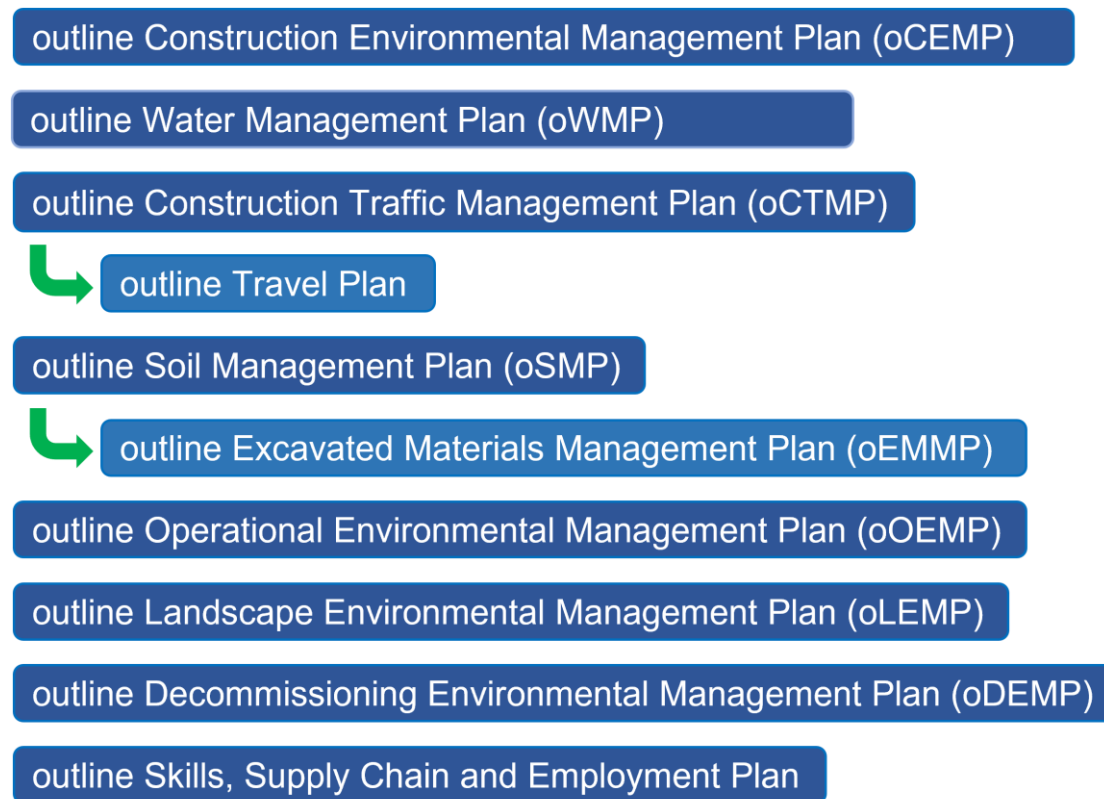 outline Construction Environmental Management Plan (oCEMP)
outline Water Management Plan (oWMP)
outline Construction Traffic Management Plan (oCTMP)
outline Travel Plan
outline Soil Management Plan (oSMP)
outline Excavated Materials Management Plan (oEMMP)
outline Operational Environmental Management Plan (oOEMP)
outline Landscape Environmental Management Plan (oLEMP)
outline Decommissioning Environmental Management Plan (oDEMP)
outline Skills, Supply Chain and Employment Plan